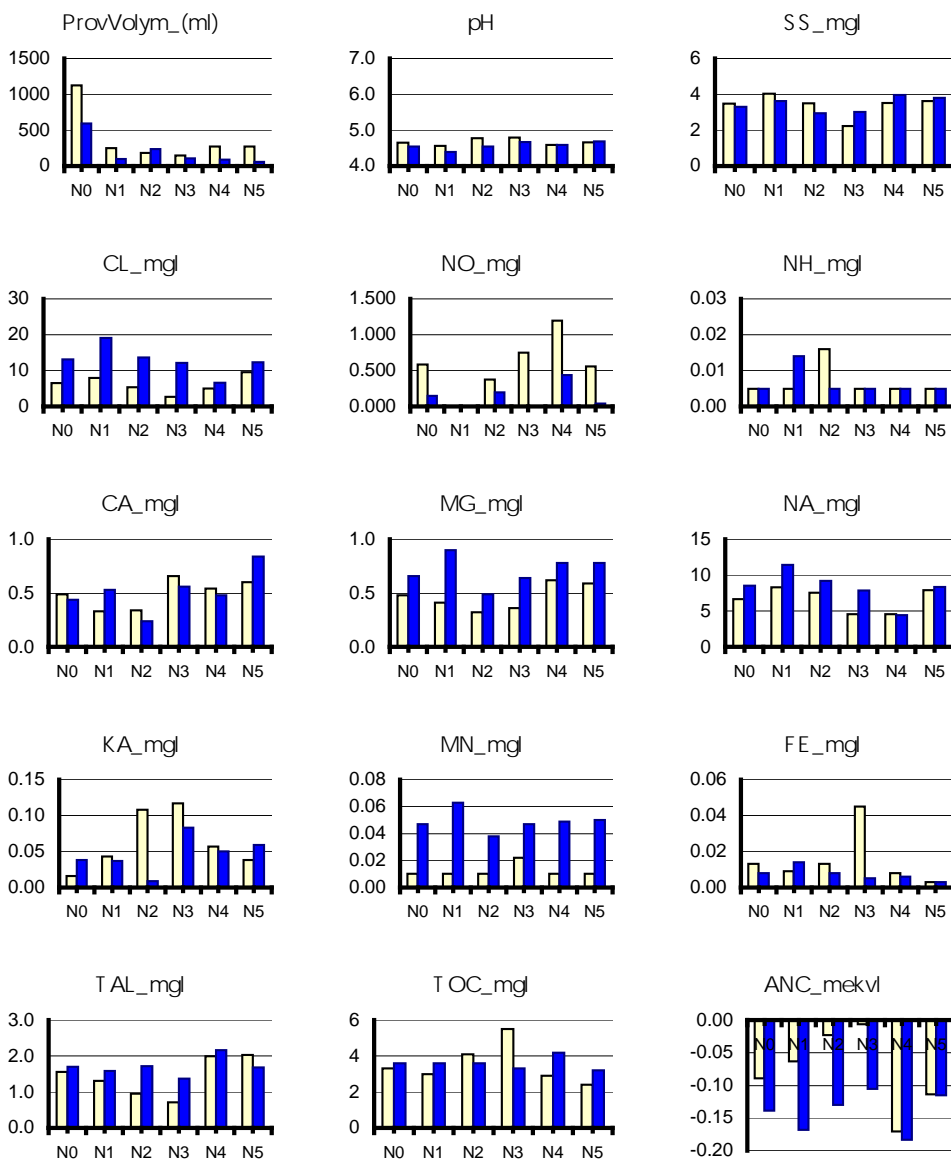 ProvVolym_(ml) pH SS_mgl
1500 7.0 6
1000 6.0 4
500 5.0 2
0 4.0 0
N0 N1 N2 N3 N4 N5 N0 N1 N2 N3 N4 N5 N0 N1 N2 N3 N4 N5
CL_mgl NO_mgl NH_mgl
30 1.500 0.03
20 1.000 0.02
10 0.500 0.01
0 0.000 0.00
N0 N1 N2 N3 N4 N5 N0 N1 N2 N3 N4 N5 N0 N1 N2 N3 N4 N5
CA_mgl MG_mgl NA_mgl
1.0 1.0 15
10
0.5 0.5
5
0.0 0.0 0
N0 N1 N2 N3 N4 N5 N0 N1 N2 N3 N4 N5 N0 N1 N2 N3 N4 N5
KA_mgl MN_mgl FE_mgl
0.15 0.08 0.06
0.06
0.10 0.04
0.04
0.05 0.02
0.02
0.00 0.00 0.00
N0 N1 N2 N3 N4 N5 N0 N1 N2 N3 N4 N5 N0 N1 N2 N3 N4 N5
TAL_mgl TOC_mgl ANC_mekvl
3.0 6 0.00
N0 N1 N2 N3 N4 N5
2.0 4 -0.05
-0.10
1.0 2
-0.15
0.0 0
-0.20
N0 N1 N2 N3 N4 N5 N0 N1 N2 N3 N4 N5